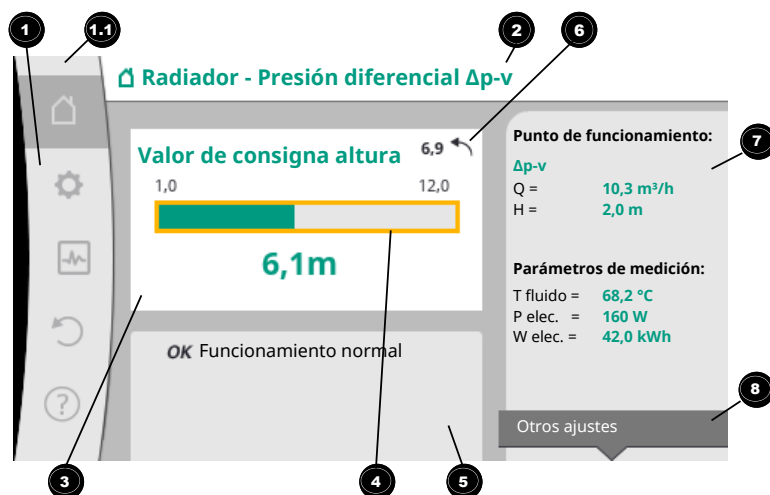 1
1.1
2
6
Radiador - Presión diferencial Δp-v
Valor de consigna altura
6,9
1,0
12,0
6,1m
OK Funcionamiento normal
Punto de funcionamiento:
7
Δp-v
Q = 10,3 m³/h
H = 2,0 m
Parámetros de medición:
T fluido = 68,2 °C
P elec. = 160 W
W elec. = 42,0 kWh
8
Otros ajustes
?
3
4
5